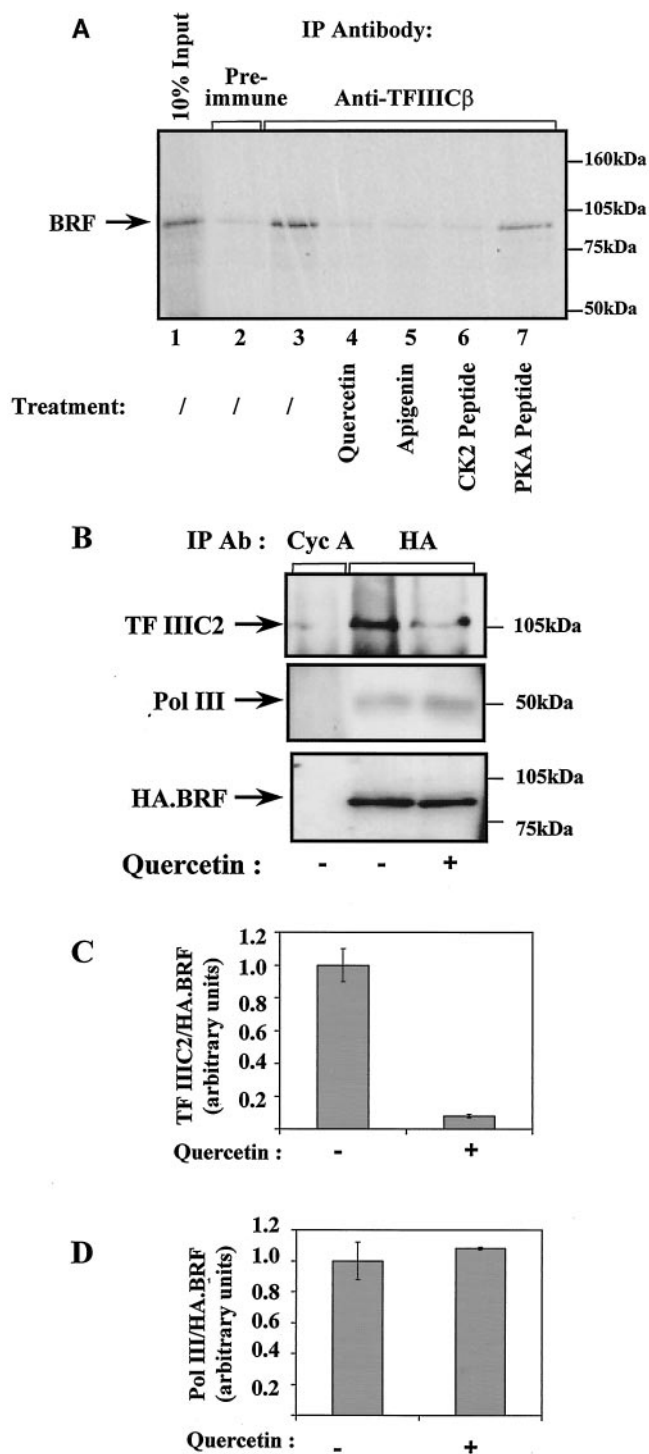 A
IP Antibody:
10% Input
Pre-
immune
Anti-TFIIICβ
160kDa
BRF
105kDa
75kDa
50kDa
1 2 3 4 5 6 7
Treatment: / / / Quercetin Apigenin CK2 Peptide PKA Peptide
B
IP Ab : Cyc A HA
TF IIIC2
105kDa
Pol III
50kDa
HA.BRF
105kDa
75kDa
Quercetin : - - +
C
TF IIIC2/HA.BRF
(arbitrary units)
1.2
1.0
0.8
0.6
0.4
0.2
Quercetin : - +
D
Pol III/HA.BRF
(arbitrary units)
1.2
1.0
0.8
0.6
0.4
0.2
Quercetin : - +